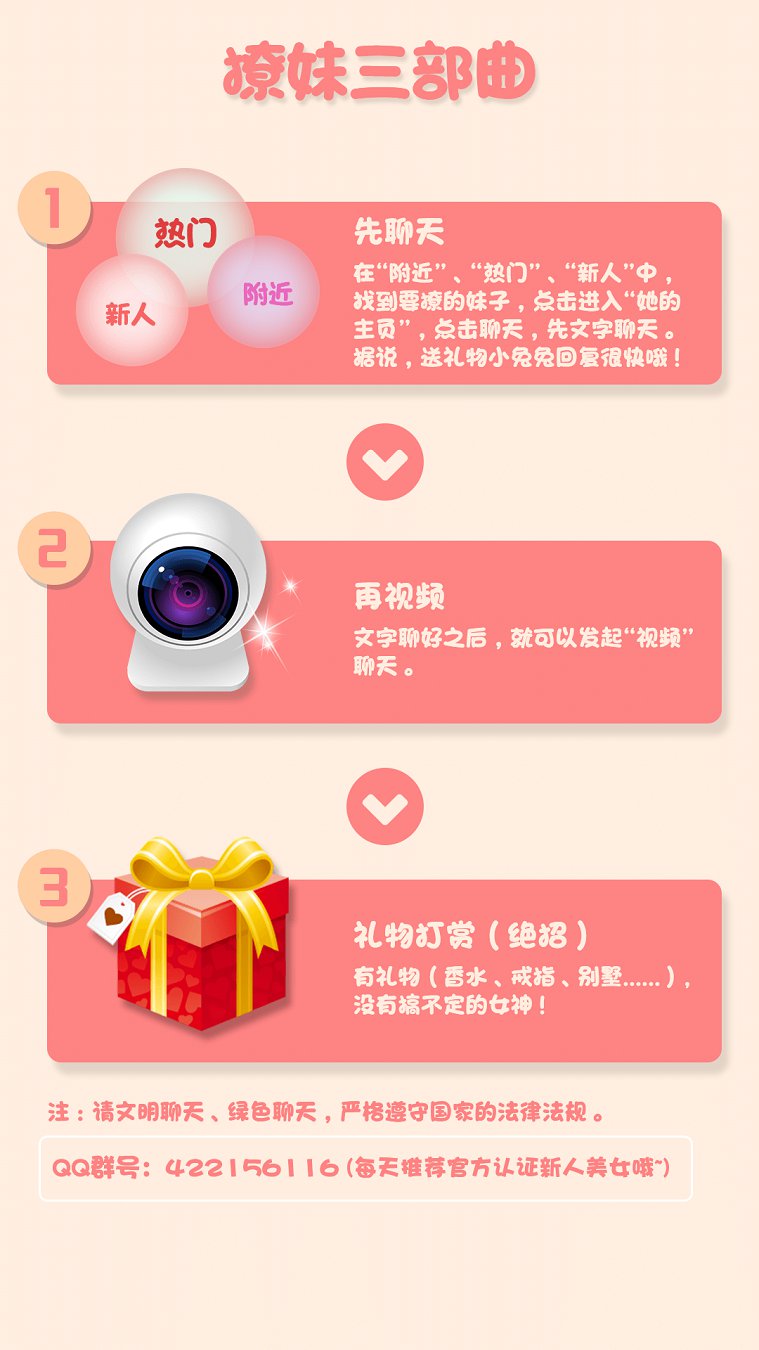 撩妹三部曲
1
热门
新人
附近
先聊天
在“附近”、“热门”、“新人”中，
找到要撩的妹子，点击进入“她的
主页”，点击聊天，先文字聊天。
据说，送礼物小兔兔回复很快哦！
2
再视频
文字聊好之后，就可以发起“视频”
聊天。
3
礼物打赏（绝招）
有礼物（香水、戒指、别墅......），
没有搞不定的女神！
注：请文明聊天、绿色聊天，严格遵守国家的法律法规。
QQ群号：422156116(每天推荐官方认证新人美女哦~)